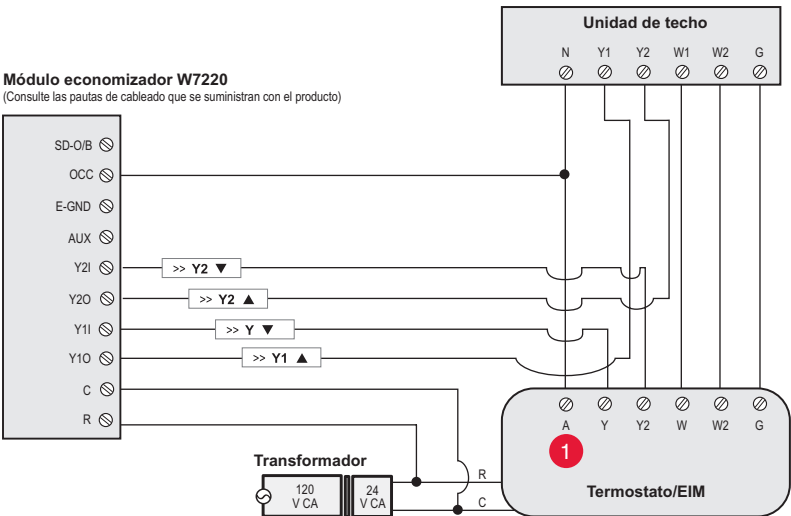 Unidad de techo
N Y1 Y2 W1 W2 G
Módulo economizador W7220
(Consulte las pautas de cableado que se suministran con el producto)
SD-O/B
OCC
E-GND
AUX
Y2I >> Y2 ▼
Y2O >> Y2 ▲
Y1I >> Y ▼
Y1O >> Y1 ▲
C
R
A Y Y2 W W2 G
1
Transformador
120 V CA
24 V CA
R
C
Termostato/EIM